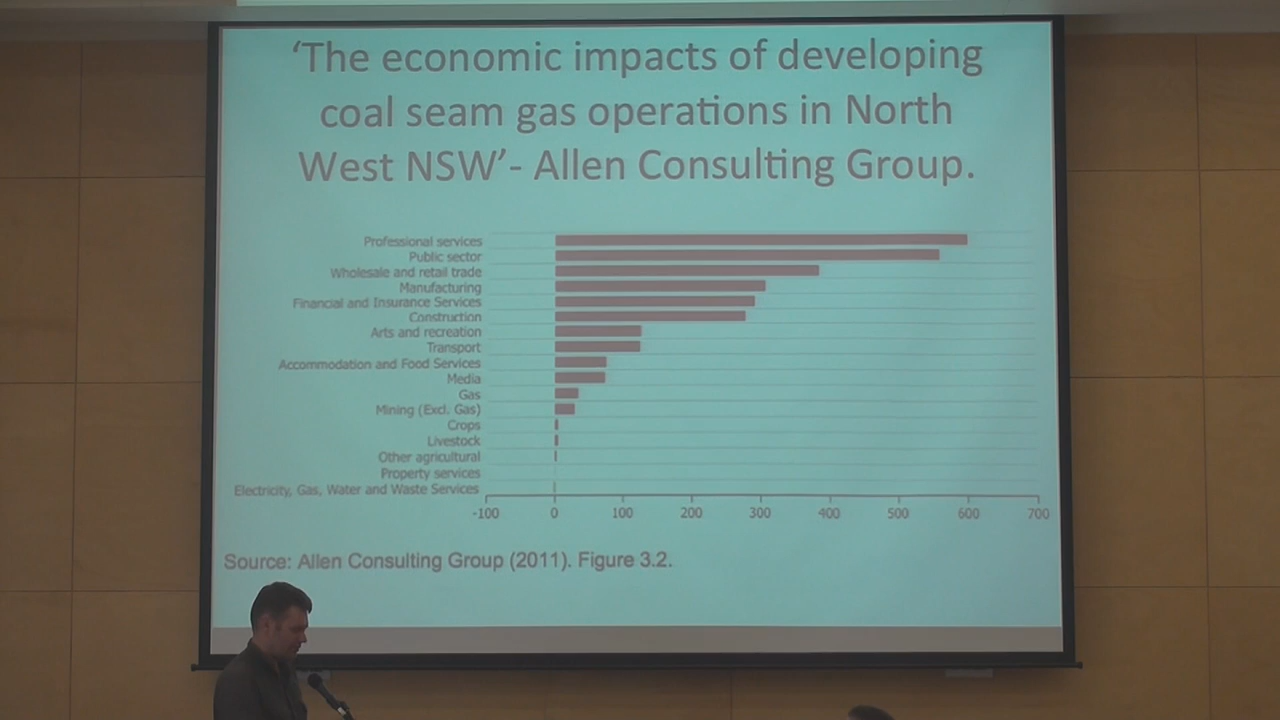 ‘The economic impacts of developing
coal seam gas operations in North
West NSW’- Allen Consulting Group.
Professional services
Public sector
Wholesale and retail trade
Manufacturing
Financial and Insurance Services
Construction
Arts and recreation
Transport
Accommodation and Food Services
Media
Gas
Mining (Excl. Gas)
Crops
Livestock
Other agricultural
Property services
Electricity, Gas, Water and Waste Services
-100 0 100 200 300 400 500 600 700
Source: Allen Consulting Group (2011). Figure 3.2.